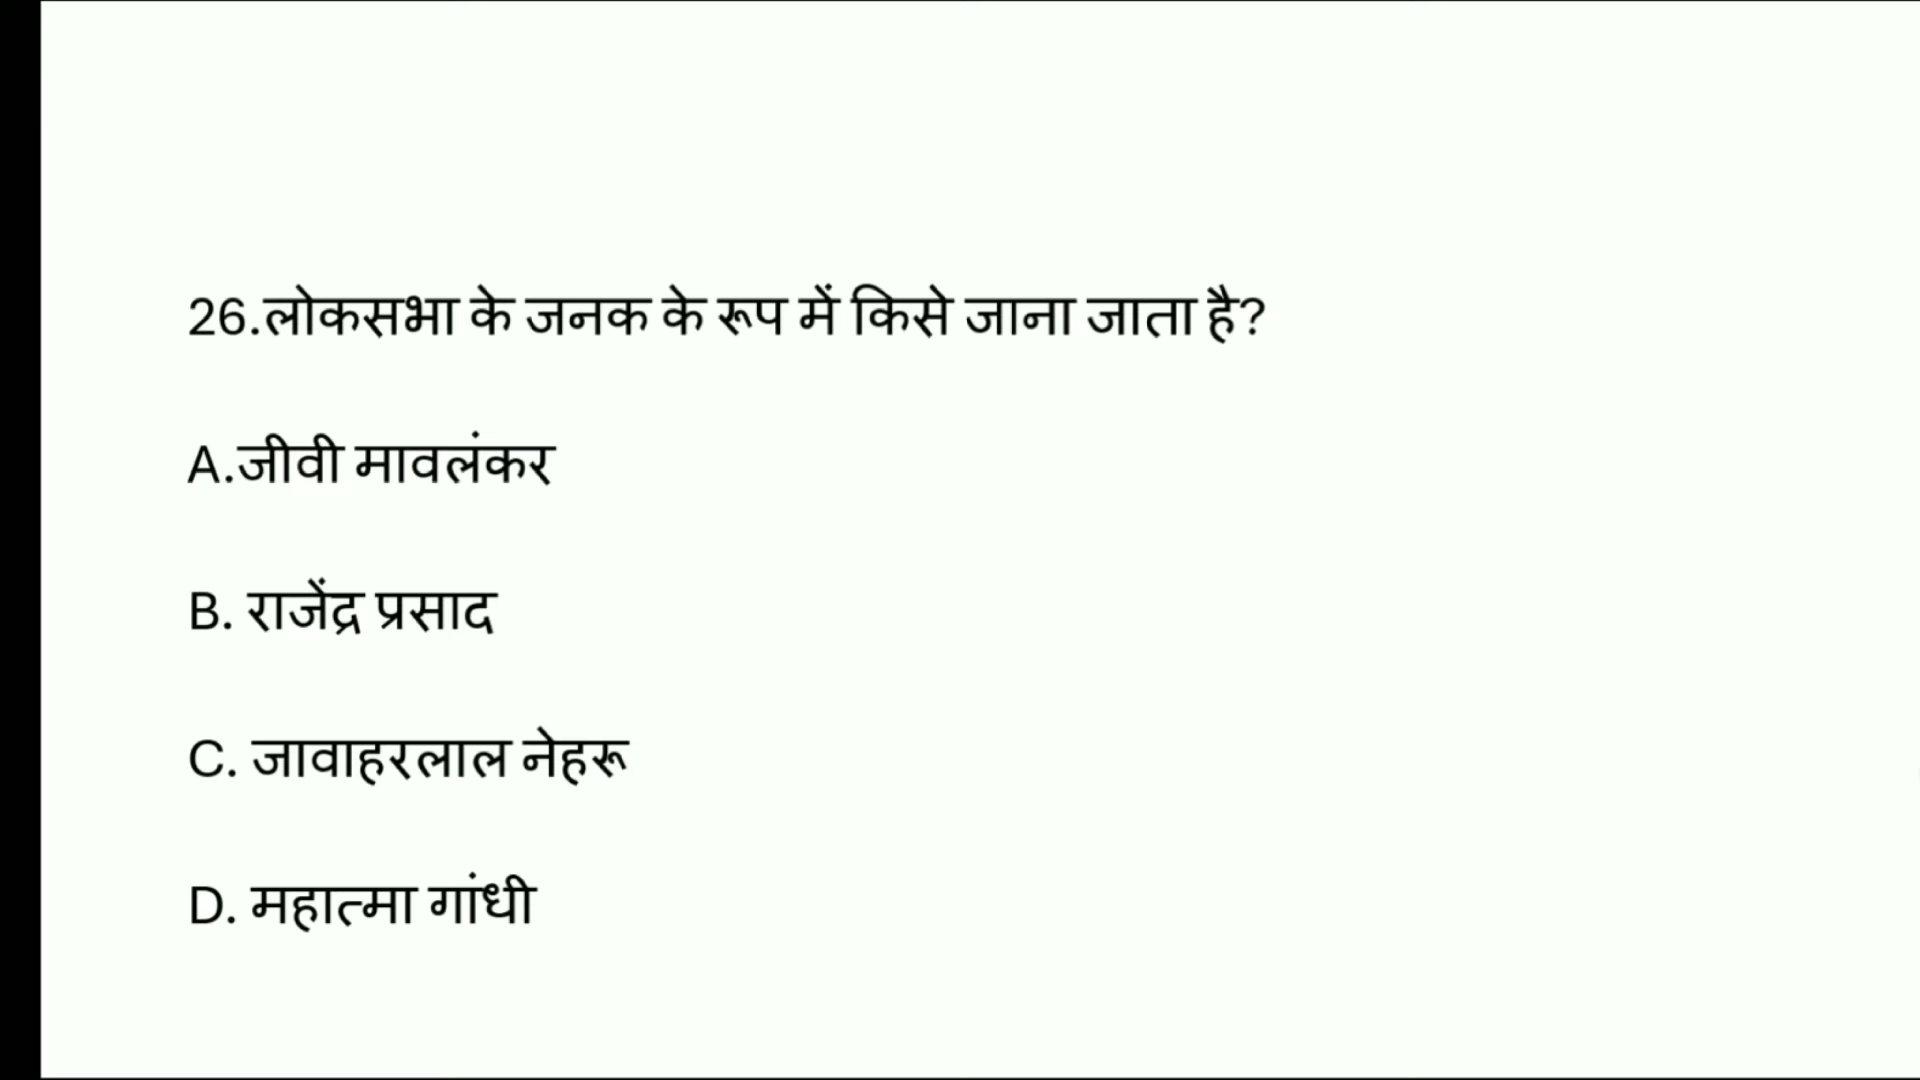 26.लोकसभा के जनक के रूप में किसे जाना जाता है?
A.जीवी मावलंकर
B. राजेंद्र प्रसाद
C. जावाहरलाल नेहरू
D. महात्मा गांधी